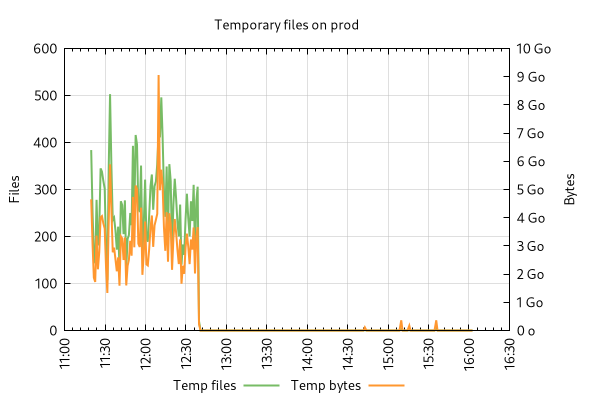 Temporary files on prod
600
500
400
300
200
100
0
Files
10 Go
9 Go
8 Go
7 Go
6 Go
5 Go
4 Go
3 Go
2 Go
1 Go
0 o
Bytes
11:00
11:30
12:00
12:30
13:00
13:30
14:00
14:30
15:00
15:30
16:00
16:30
Temp files
Temp bytes